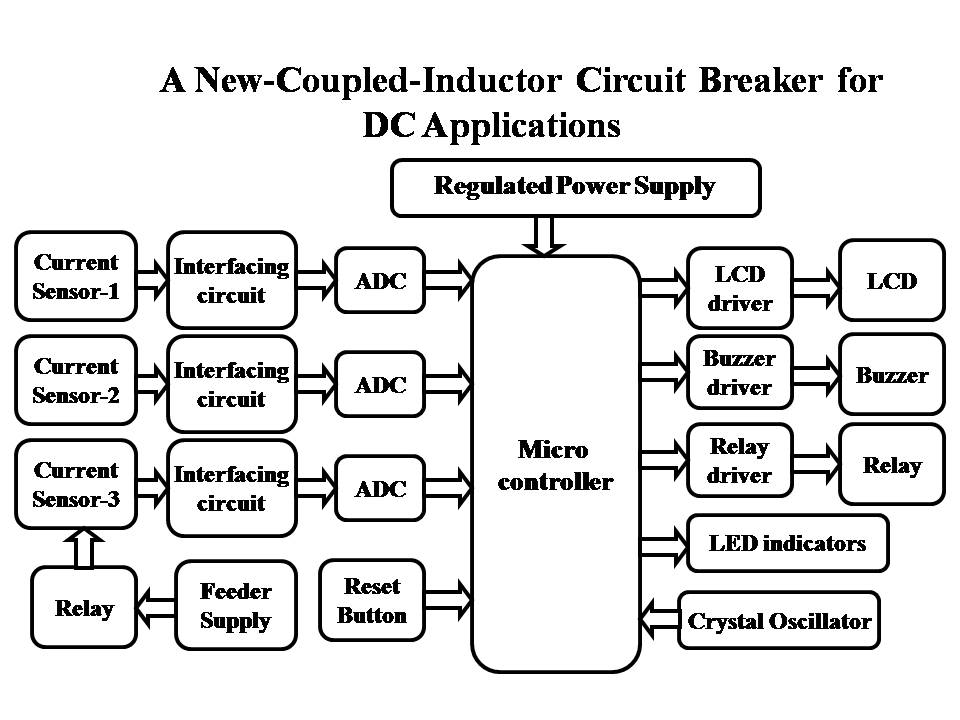 A New-Coupled-Inductor Circuit Breaker for
DC Applications
Regulated Power Supply
Current
Sensor-1
Interfacing
circuit
ADC
LCD
driver
LCD
Current
Sensor-2
Interfacing
circuit
ADC
Buzzer
driver
Buzzer
Current
Sensor-3
Interfacing
circuit
ADC
Micro
controller
Relay
driver
Relay
LED indicators
Relay
Feeder
Supply
Reset
Button
Crystal Oscillator